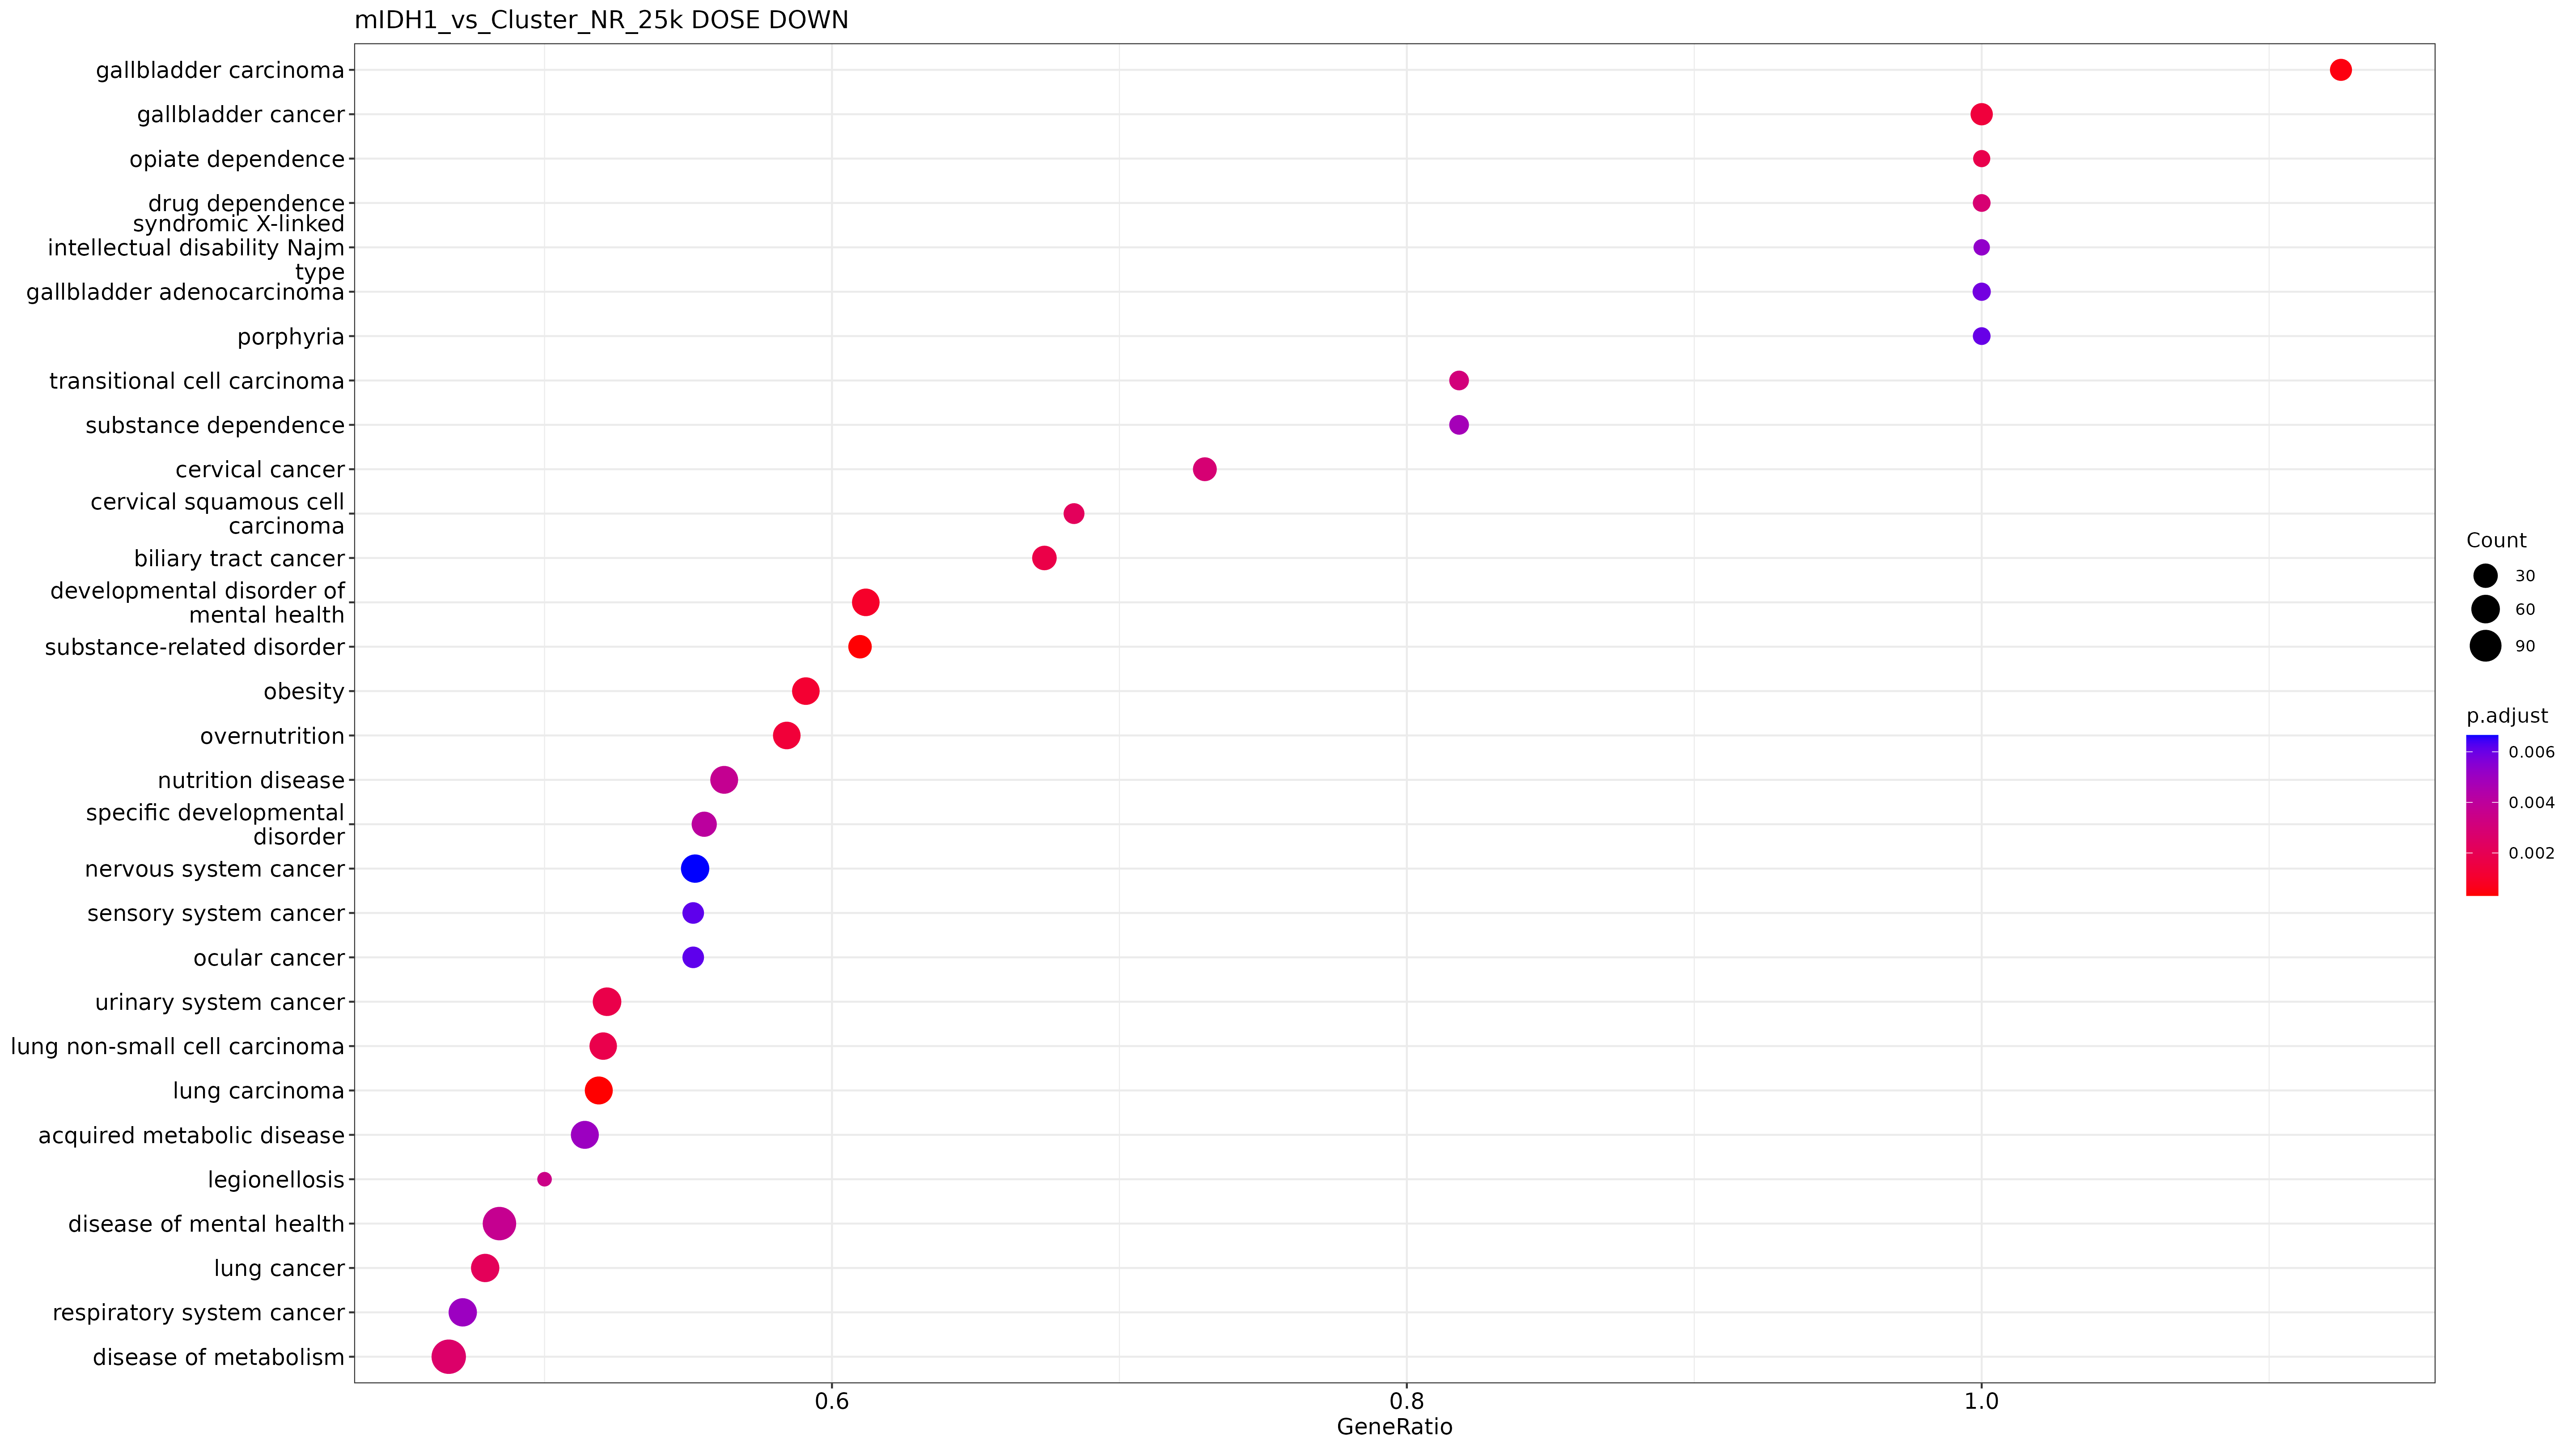 mIDH1_vs_Cluster_NR_25k DOSE DOWN
gallbladder carcinoma
gallbladder cancer
opiate dependence
drug dependence
syndromic X-linked
intellectual disability Najm
type
gallbladder adenocarcinoma
porphyria
transitional cell carcinoma
substance dependence
cervical cancer
cervical squamous cell
carcinoma
biliary tract cancer
developmental disorder of
mental health
substance-related disorder
obesity
overnutrition
nutrition disease
specific developmental
disorder
nervous system cancer
sensory system cancer
ocular cancer
urinary system cancer
lung non-small cell carcinoma
lung carcinoma
acquired metabolic disease
legionellosis
disease of mental health
lung cancer
respiratory system cancer
disease of metabolism
0.6 0.8 1.0
GeneRatio
Count
30
60
90
p.adjust
0.006
0.004
0.002